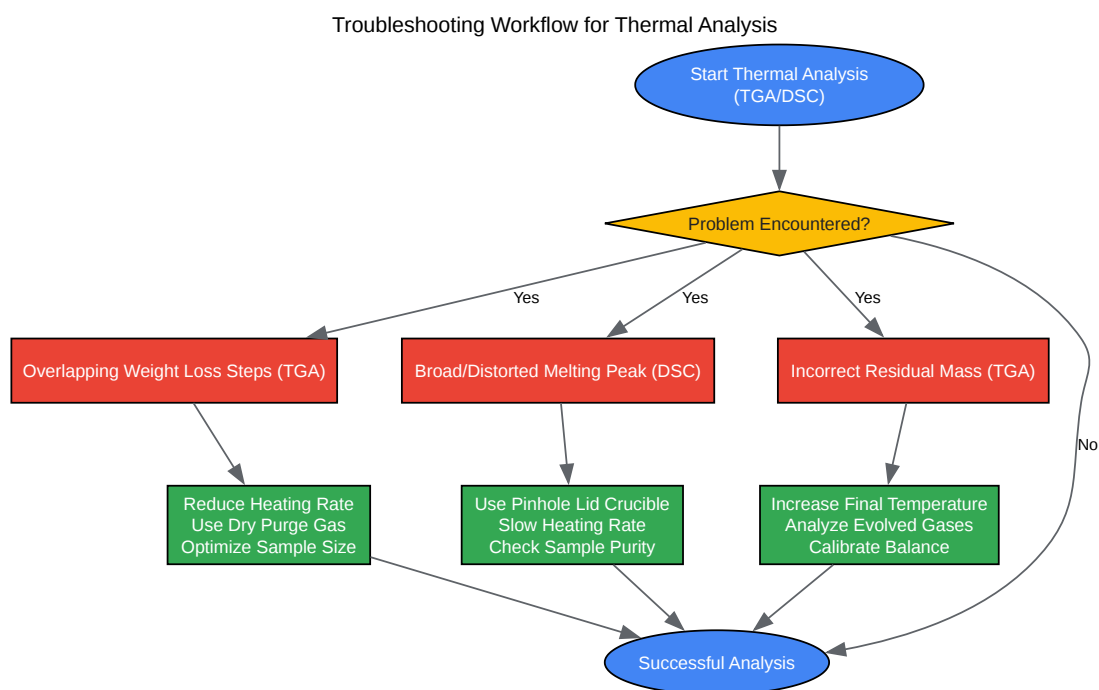 Troubleshooting Workflow for Thermal Analysis
Start Thermal Analysis
(TGA/DSC)
Problem Encountered?
Yes
Yes
Yes
Overlapping Weight Loss Steps (TGA)
Broad/Distorted Melting Peak (DSC)
Incorrect Residual Mass (TGA)
No
Reduce Heating Rate
Use Dry Purge Gas
Optimize Sample Size
Use Pinhole Lid Crucible
Slow Heating Rate
Check Sample Purity
Increase Final Temperature
Analyze Evolved Gases
Calibrate Balance
Successful Analysis